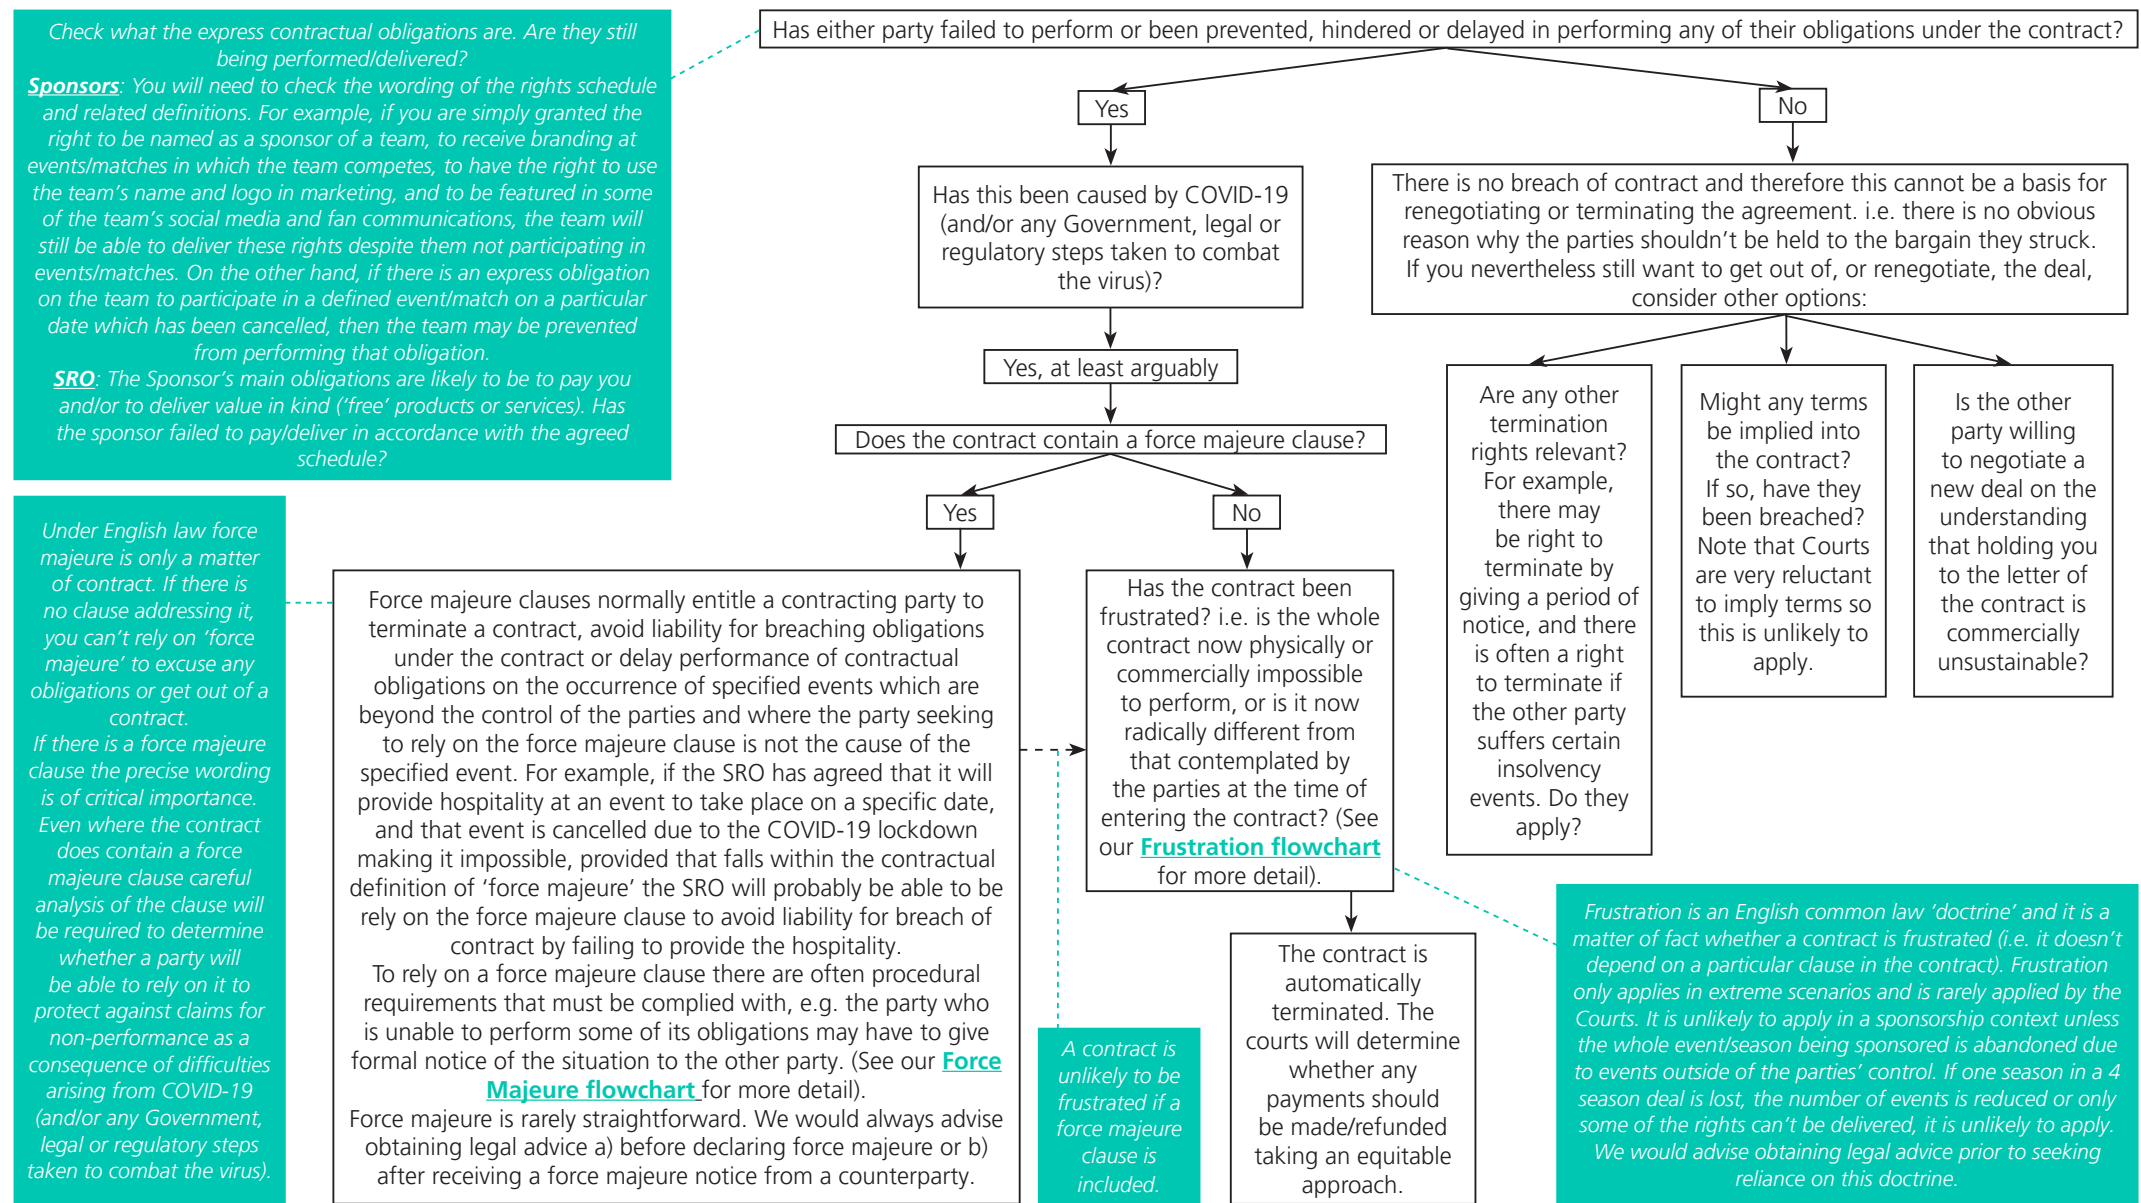 Check what the express contractual obligations are. Are they still
being performed/delivered?
Sponsors: You will need to check the wording of the rights schedule
and related definitions. For example, if you are simply granted the
right to be named as a sponsor of a team, to receive branding at
events/matches in which the team competes, to have the right to use
the team's name and logo in marketing, and to be featured in some
of the team's social media and fan communications, the team will
still be able to deliver these rights despite them not participating in
events/matches. On the other hand, if there is an express obligation
on the team to participate in a defined event/match on a particular
date which has been cancelled, then the team may be prevented
from performing that obligation.
SRO: The Sponsor's main obligations are likely to be to pay you
and/or to deliver value in kind ('free' products or services). Has
the sponsor failed to pay/deliver in accordance with the agreed
schedule?
Has either party failed to perform or been prevented, hindered or delayed in performing any of their obligations under the contract?
Yes
No
Has this been caused by COVID-19
(and/or any Government, legal or
regulatory steps taken to combat
the virus)?
There is no breach of contract and therefore this cannot be a basis for
renegotiating or terminating the agreement. i.e. there is no obvious
reason why the parties shouldn't be held to the bargain they struck.
If you nevertheless still want to get out of, or renegotiate, the deal,
consider other options:
Yes, at least arguably
Does the contract contain a force majeure clause?
Yes
No
Are any other
termination
rights relevant?
For example,
there may
be right to
terminate by
giving a period of
notice, and there
is often a right
to terminate if
the other party
suffers certain
insolvency
events. Do they
apply?
Might any terms
be implied into
the contract?
If so, have they
been breached?
Note that Courts
are very reluctant
to imply terms so
this is unlikely to
apply.
Is the other
party willing
to negotiate a
new deal on the
understanding
that holding you
to the letter of
the contract is
commercially
unsustainable?
Under English law force
majeure is only a matter
of contract. If there is
no clause addressing it,
you can't rely on 'force
majeure' to excuse any
obligations or get out of a
contract.
If there is a force majeure
clause the precise wording
is of critical importance.
Even where the contract
does contain a force
majeure clause careful
analysis of the clause will
be required to determine
whether a party will
be able to rely on it to
protect against claims for
non-performance as a
consequence of difficulties
arising from COVID-19
(and/or any Government,
legal or regulatory steps
taken to combat the virus).
Force majeure clauses normally entitle a contracting party to
terminate a contract, avoid liability for breaching obligations
under the contract or delay performance of contractual
obligations on the occurrence of specified events which are
beyond the control of the parties and where the party seeking
to rely on the force majeure clause is not the cause of the
specified event. For example, if the SRO has agreed that it will
provide hospitality at an event to take place on a specific date,
and that event is cancelled due to the COVID-19 lockdown
making it impossible, provided that falls within the contractual
definition of 'force majeure' the SRO will probably be able to be
rely on the force majeure clause to avoid liability for breach of
contract by failing to provide the hospitality.
To rely on a force majeure clause there are often procedural
requirements that must be complied with, e.g. the party who
is unable to perform some of its obligations may have to give
formal notice of the situation to the other party. (See our Force
Majeure flowchart for more detail).
Force majeure is rarely straightforward. We would always advise
obtaining legal advice a) before declaring force majeure or b)
after receiving a force majeure notice from a counterparty.
Has the contract been
frustrated? i.e. is the whole
contract now physically or
commercially impossible
to perform, or is it now
radically different from
that contemplated by
the parties at the time of
entering the contract? (See
our Frustration flowchart
for more detail).
A contract is
unlikely to be
frustrated if a
force majeure
clause is
included.
The contract is
automatically
terminated. The
courts will determine
whether any
payments should
be made/refunded
taking an equitable
approach.
Frustration is an English common law 'doctrine' and it is a
matter of fact whether a contract is frustrated (i.e. it doesn't
depend on a particular clause in the contract). Frustration
only applies in extreme scenarios and is rarely applied by the
Courts. It is unlikely to apply in a sponsorship context unless
the whole event/season being sponsored is abandoned due
to events outside of the parties' control. If one season in a 4
season deal is lost, the number of events is reduced or only
some of the rights can't be delivered, it is unlikely to apply.
We would advise obtaining legal advice prior to seeking
reliance on this doctrine.